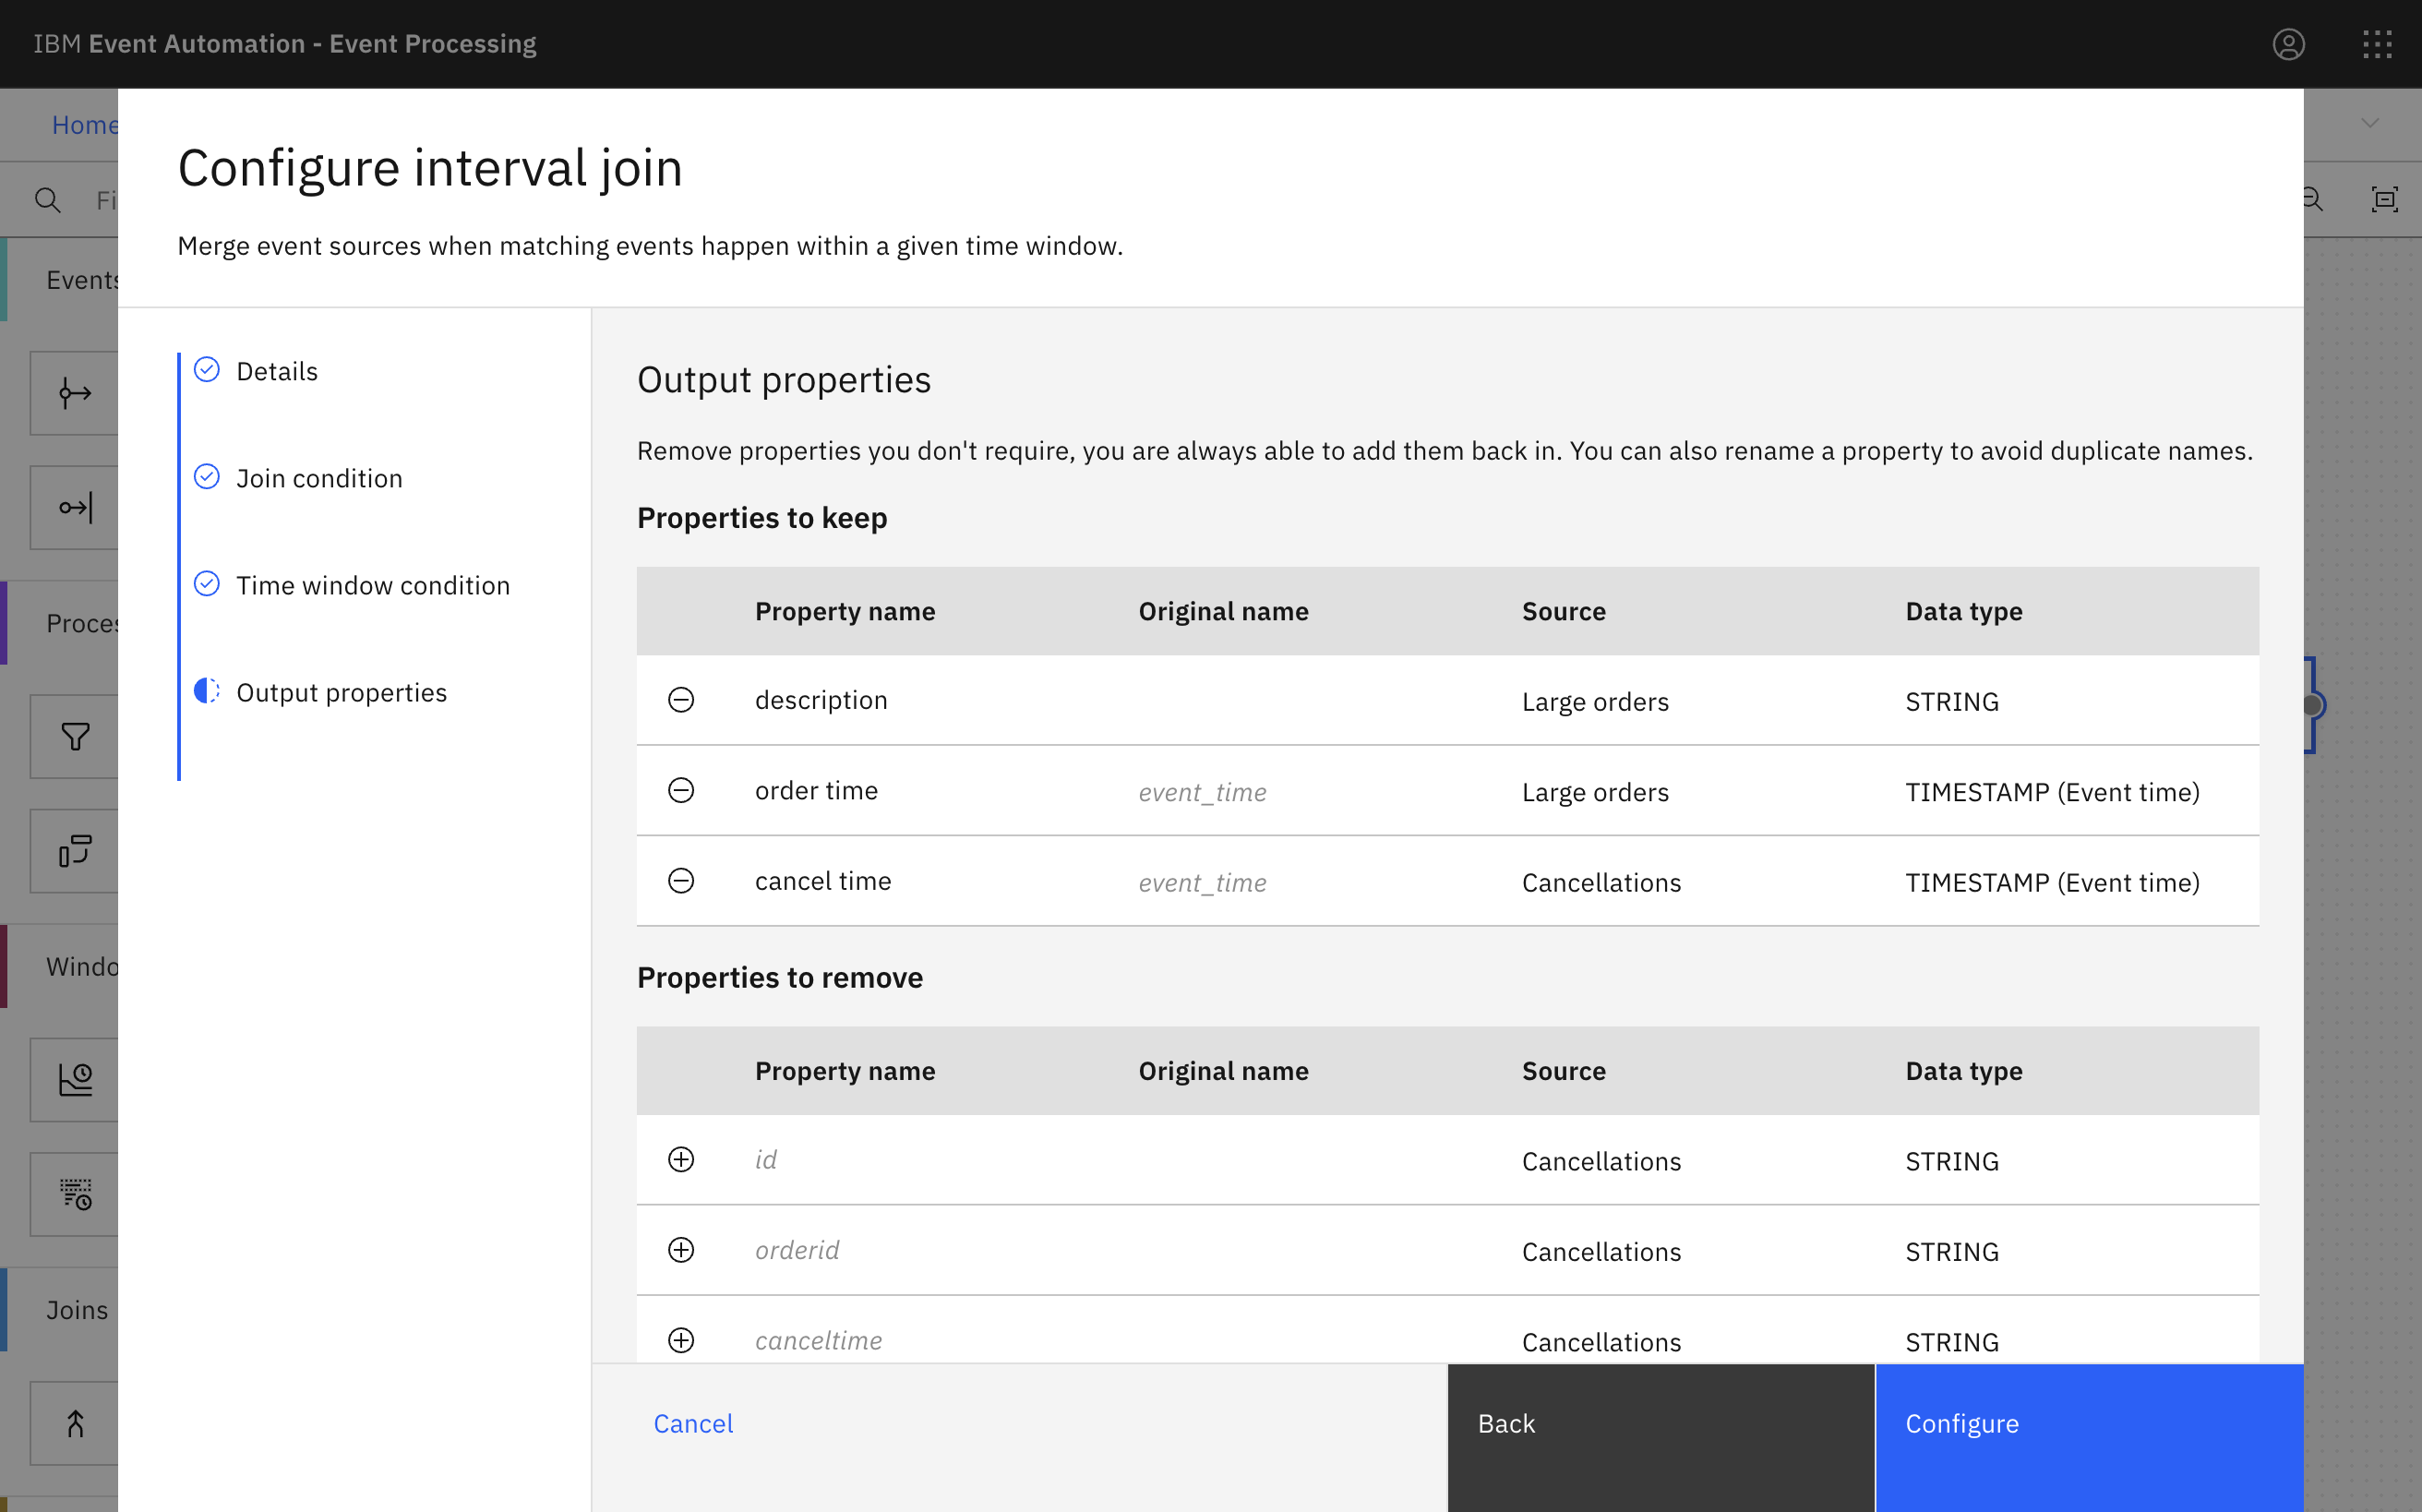 IBM Event Automation - Event Processing
Home
Configure interval join
Merge event sources when matching events happen within a given time window.
Events
Details
Join condition
Time window condition
Output properties
Joins
Output properties
Remove properties you don't require, you are always able to add them back in. You can also rename a property to avoid duplicate names.
Properties to keep
Property name Original name Source Data type
description Large orders STRING
order time event_time Large orders TIMESTAMP (Event time)
cancel time event_time Cancellations TIMESTAMP (Event time)
Properties to remove
Property name Original name Source Data type
id Cancellations STRING
orderid Cancellations STRING
canceltime Cancellations STRING
Cancel
Back
Configure